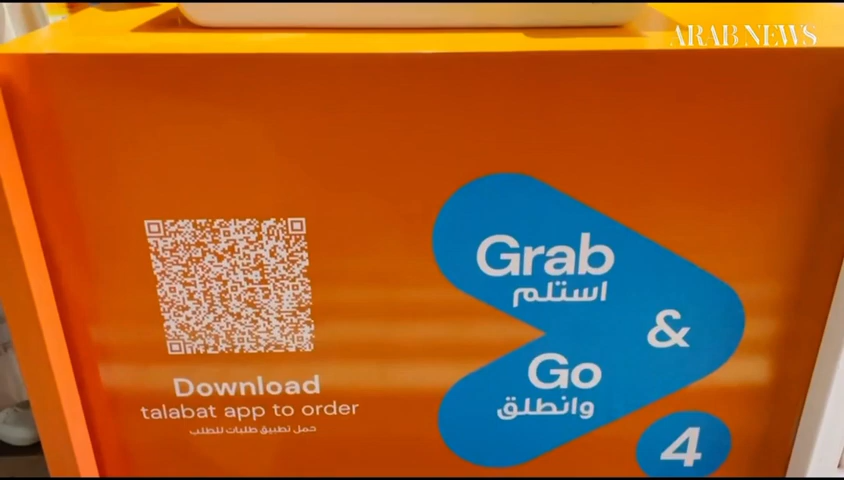 ARAB NEWS
Grab
استلم
&
Go
وانطلق
4
Download
talabat app to order
حمل تطبيق طلبات للطلب